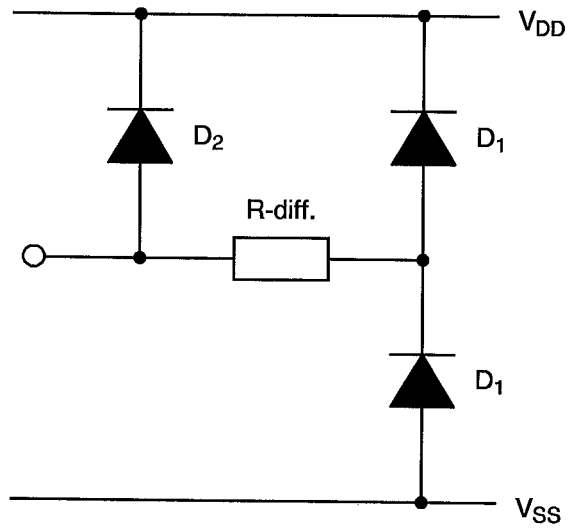 V_DD
D_2
D_1
R-diff.
D_1
V_SS